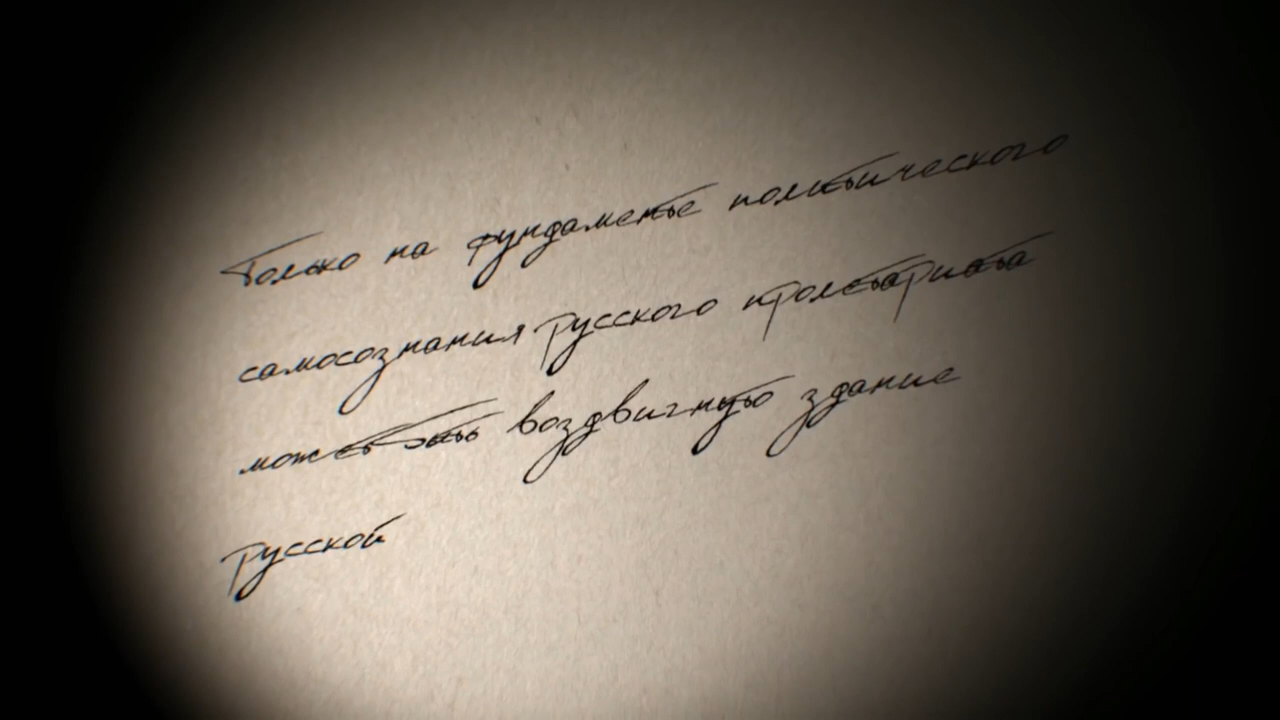 Только на фундаменте политического
самосознания русского пролетариата
может быть воздвигнуто здание
русской